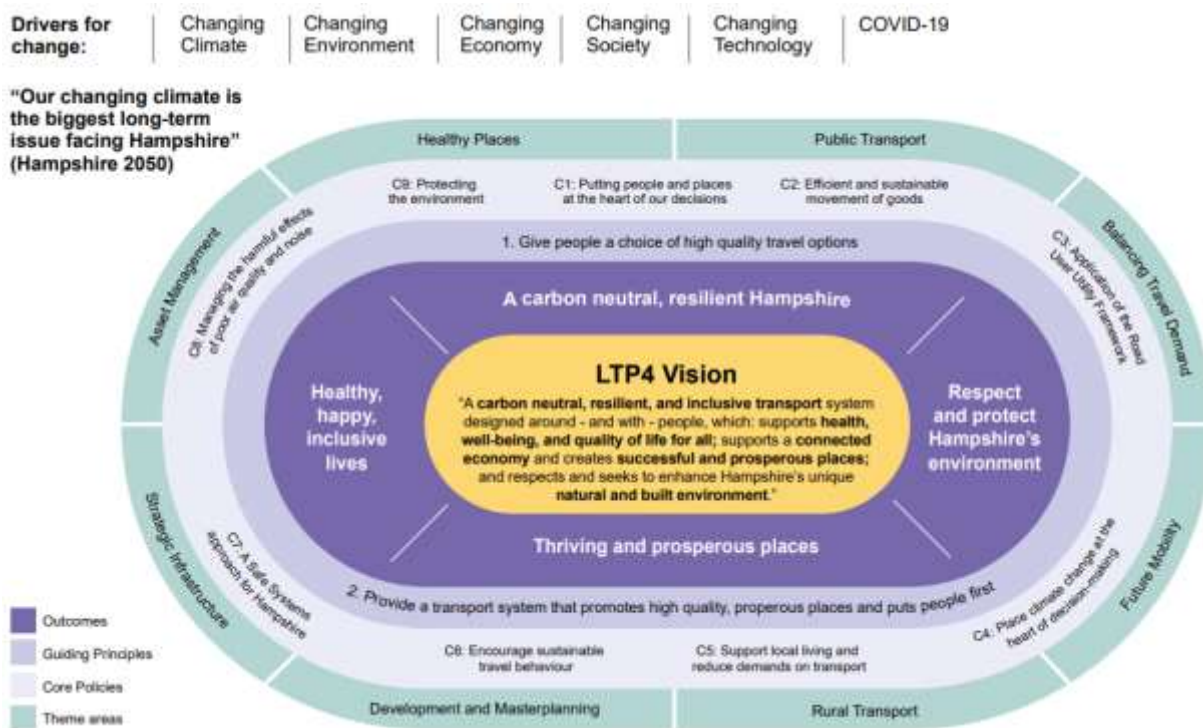 Drivers for
change:
Changing
Climate
Changing
Environment
Changing
Economy
Changing
Society
Changing
Technology
COVID-19
"Our changing climate is
the biggest long-term
issue facing Hampshire"
(Hampshire 2050)
Healthy Places
Public Transport
Balancing Travel Demand
Future Mobility
Rural Transport
Development and Masterplanning
Strategic Infrastructure
Asset Management
C9: Protecting
the environment
C1: Putting people and places
at the heart of our decisions
C2: Efficient and sustainable
movement of goods
C3: Application of the Road
User Utility Framework
C4: Place climate change at the
heart of decision-making
C5: Support local living and
reduce demands on transport
C6: Encourage sustainable
travel behaviour
C7: A Safe Systems
approach for Hampshire
C8: Managing the harmful effects
of poor air quality and noise
1. Give people a choice of high quality travel options
2. Provide a transport system that promotes high quality, properous places and puts people first
A carbon neutral, resilient Hampshire
Healthy,
happy,
inclusive
lives
Respect
and protect
Hampshire's
environment
Thriving and prosperous places
LTP4 Vision
"A carbon neutral, resilient, and inclusive transport system
designed around - and with - people, which: supports health,
well-being, and quality of life for all; supports a connected
economy and creates successful and prosperous places;
and respects and seeks to enhance Hampshire's unique
natural and built environment."
Outcomes
Guiding Principles
Core Policies
Theme areas